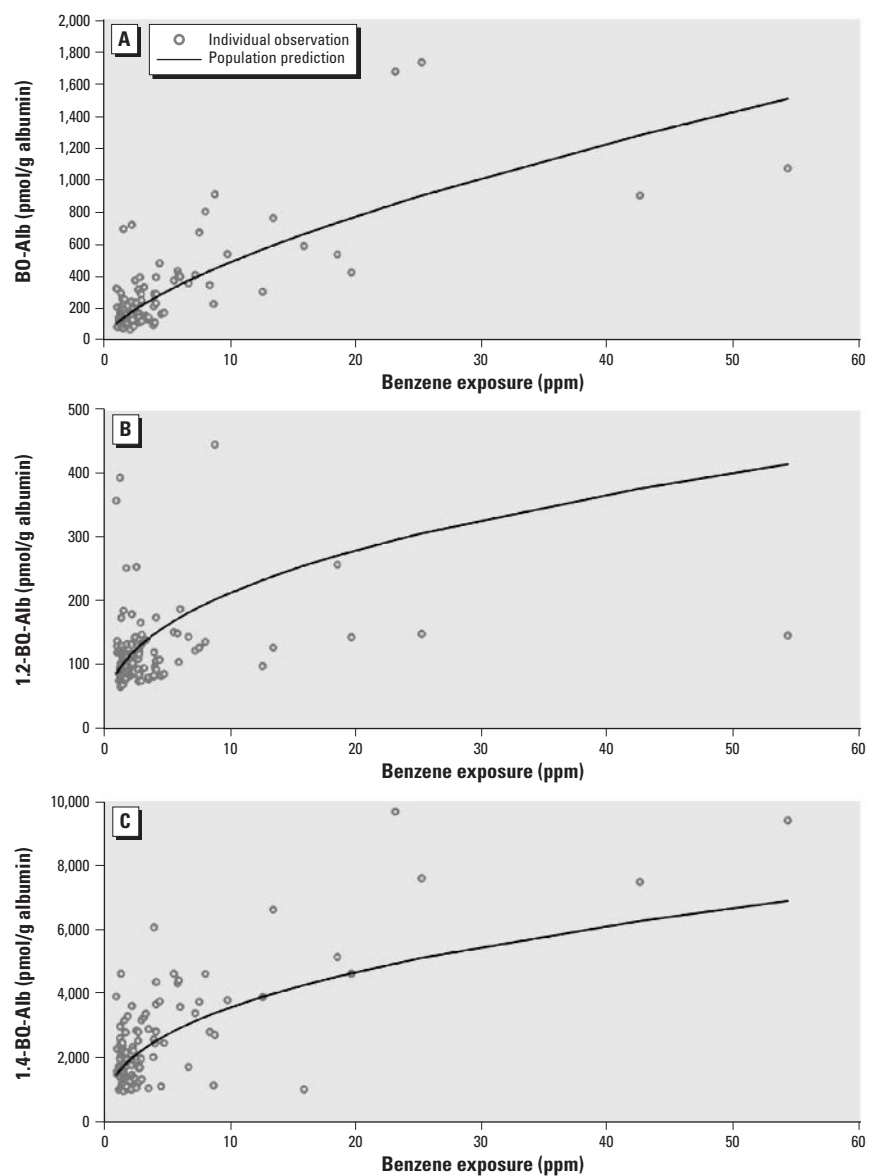 2,000
A
Individual observation
Population prediction
1,800
1,600
1,400
1,200
1,000
800
600
400
200
0
BO-Alb (pmol/g albumin)
0 10 20 30 40 50 60
Benzene exposure (ppm)
500
B
400
300
200
100
0
1.2-BQ-Alb (pmol/g albumin)
0 10 20 30 40 50 60
Benzene exposure (ppm)
10,000
C
8,000
6,000
4,000
2,000
0
1.4-BQ-Alb (pmol/g albumin)
0 10 20 30 40 50 60
Benzene exposure (ppm)